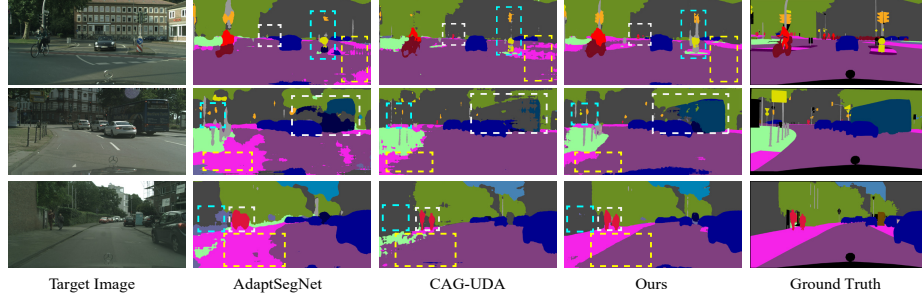 Target Image
AdaptSegNet
CAG-UDA
Ours
Ground Truth